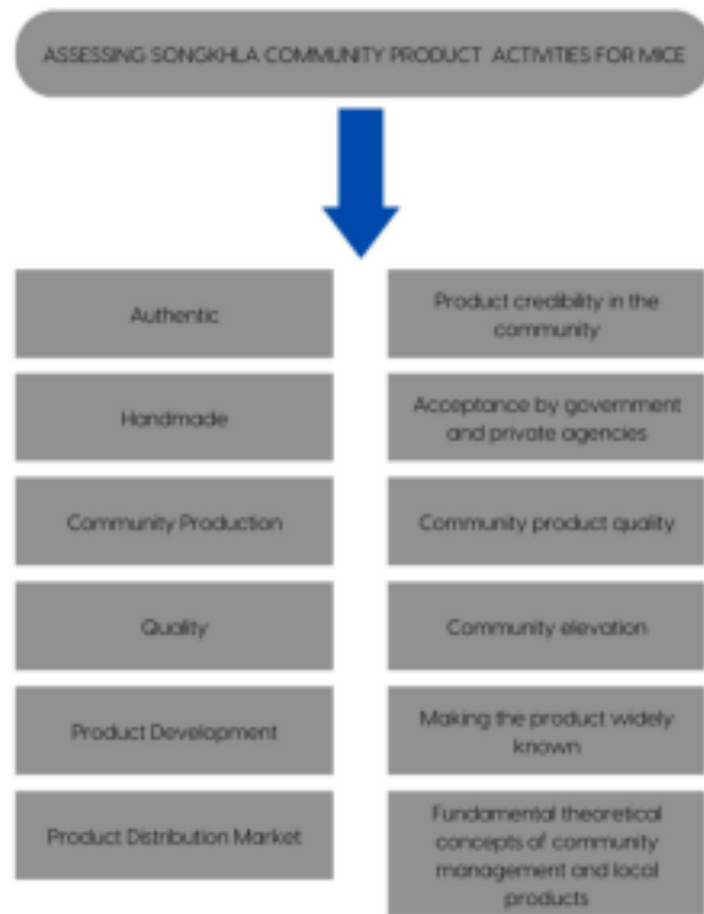 ASSESSING SONGKHLA COMMUNITY PRODUCT ACTIVITIES FOR MICE
Authentic
Product credibility in the
community
Handmade
Acceptance by government
and private agencies
Community Production
Community product quality
Quality
Community elevation
Product Development
Making the product widely
known
Product Distribution Market
Fundamental theoretical
concepts of community
management and local
products